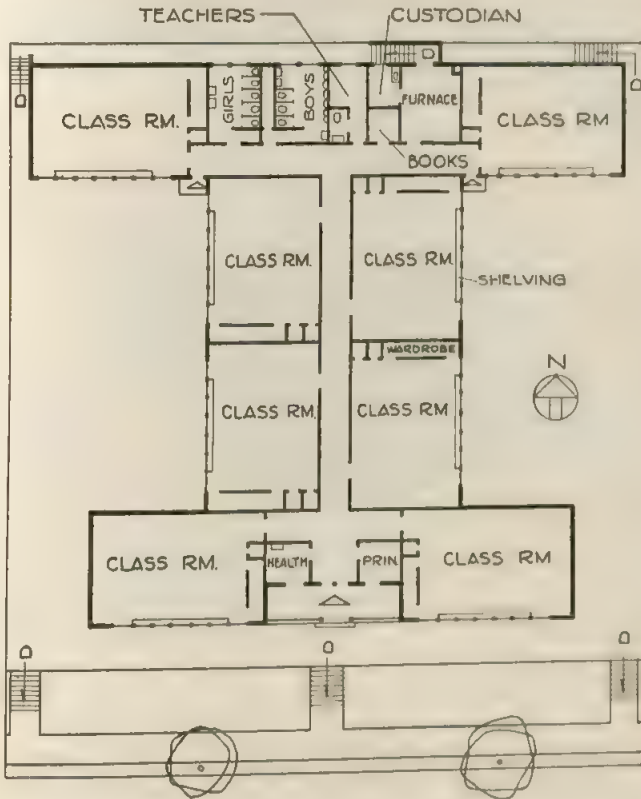 TEACHERS
CUSTODIAN
CLASS RM.
GIRLS
BOYS
FURNACE
CLASS RM
BOOKS
CLASS RM.
CLASS RM.
SHELVING
WARDROBE
N
CLASS RM.
CLASS RM
CLASS RM.
HEALTH
PRIN.
CLASS RM
D
D
D
D
D
D